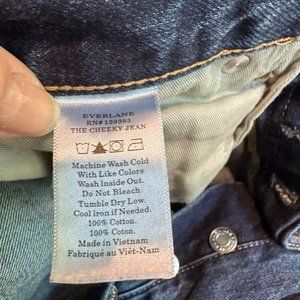 EVERLANE
RN# 139393
THE CHEEKY JEAN
Machine Wash Cold
With Like Colors
Wash Inside Out.
Do Not Bleach
Tumble Dry Low.
Cool Iron if Needed.
100% Cotton.
100% Coton.
Made in Vietnam
Fabriqué au Viêt-Nam